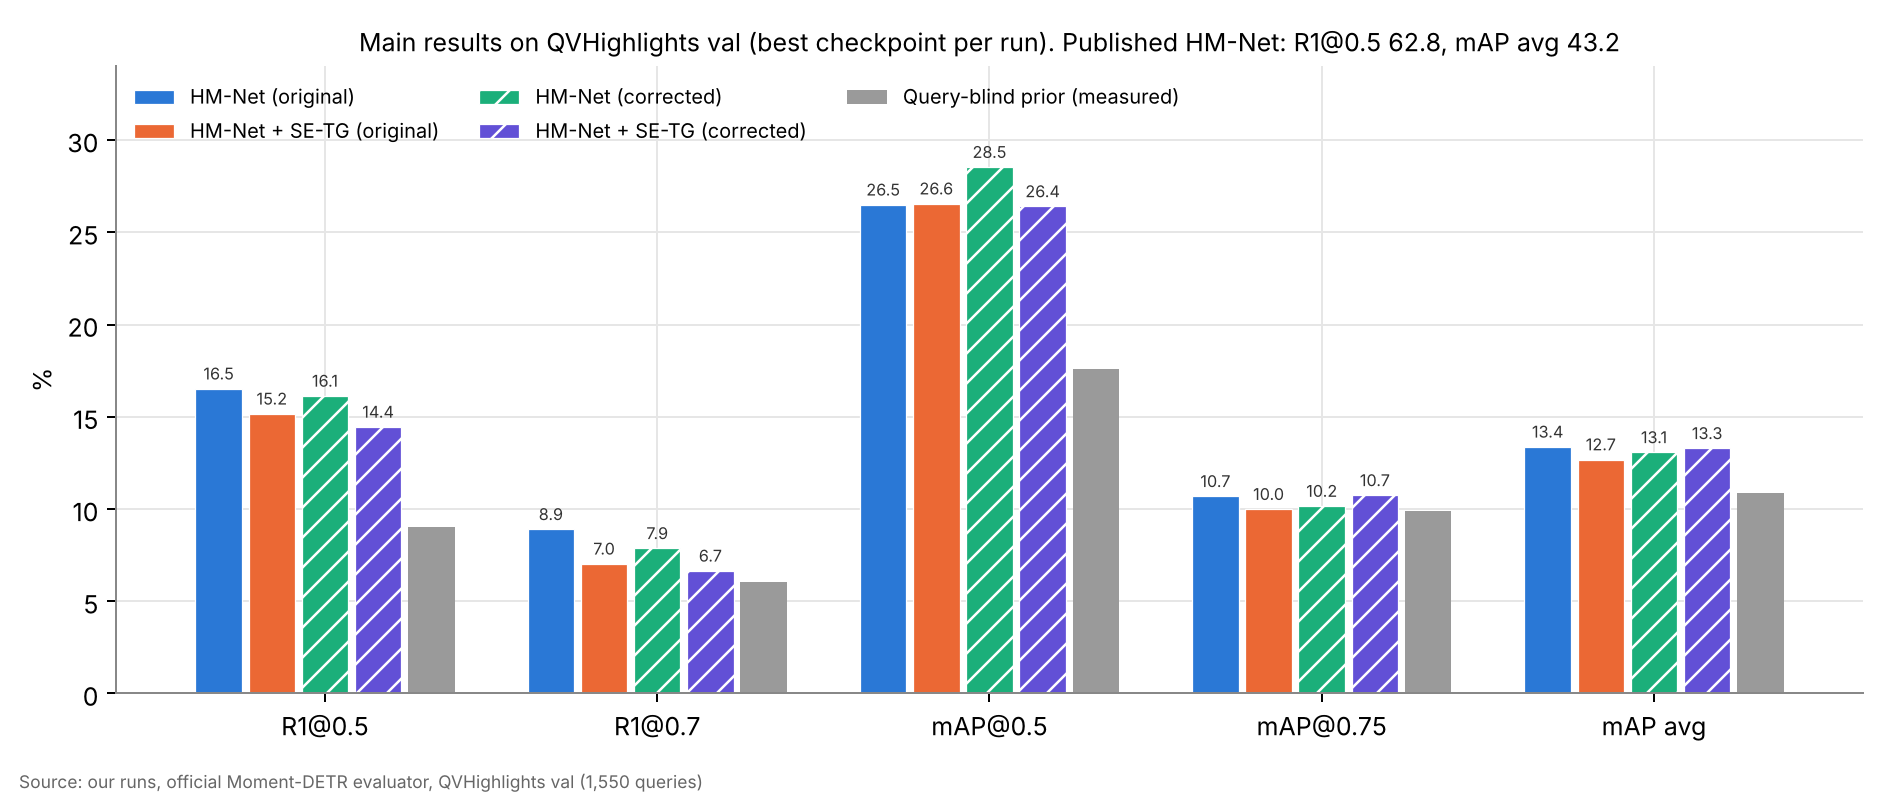 Main results on QVHighlights val (best checkpoint per run). Published HM-Net: R1@0.5 62.8, mAP avg 43.2
HM-Net (original)
HM-Net + SE-TG (original)
HM-Net (corrected)
HM-Net + SE-TG (corrected)
Query-blind prior (measured)
%
30
25
20
15
10
5
0
16.5
15.2
16.1
14.4
8.9
7.0
7.9
6.7
26.5
26.6
28.5
26.4
10.7
10.0
10.2
10.7
13.4
12.7
13.1
13.3
R1@0.5
R1@0.7
mAP@0.5
mAP@0.75
mAP avg
Source: our runs, official Moment-DETR evaluator, QVHighlights val (1,550 queries)